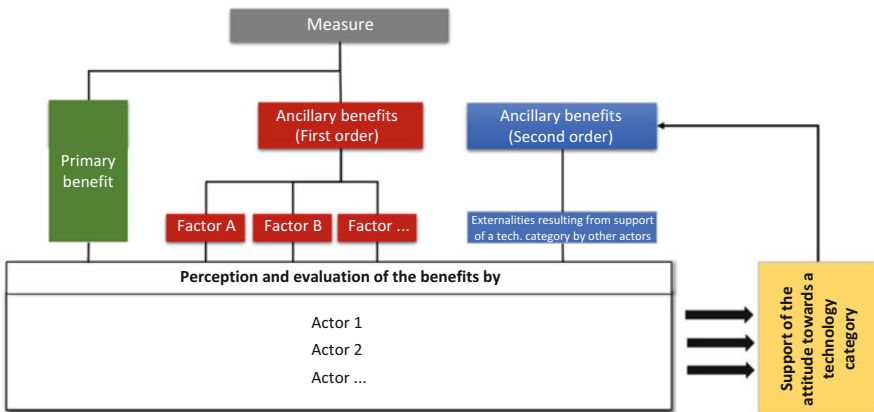 Measure
Primary
benefit
Ancillary benefits
(First order)
Ancillary benefits
(Second order)
Factor A
Factor B
Factor ...
Externalities resulting from support
of a tech. category by other actors
Perception and evaluation of the benefits by
Actor 1
Actor 2
Actor ...
Support of the
attitude towards a
technology
category